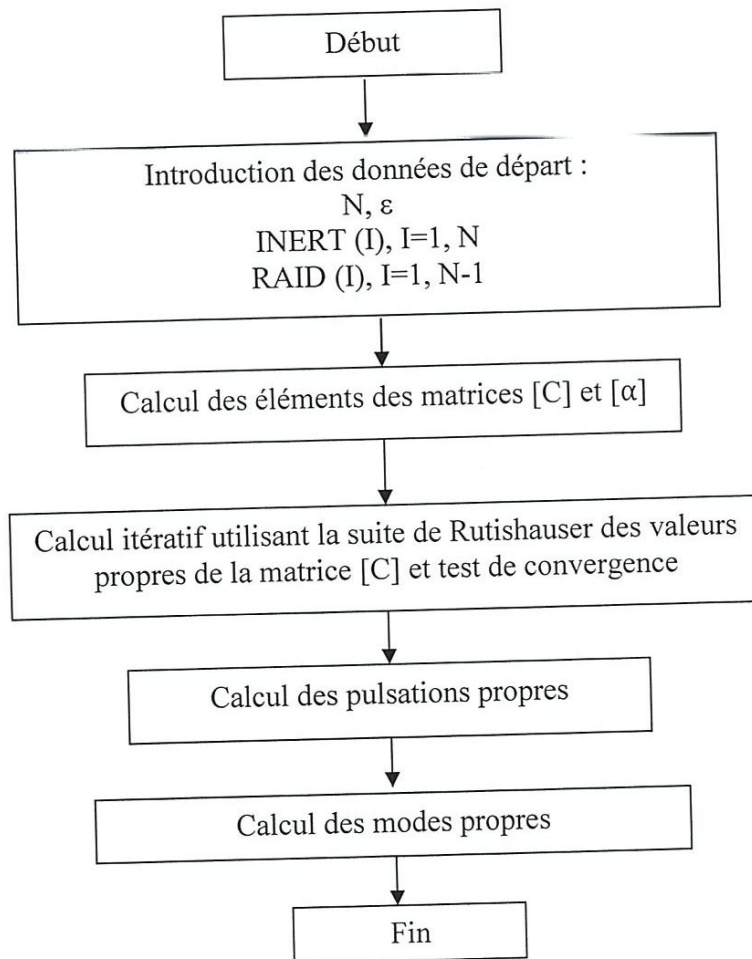 Début
Introduction des données de départ :
N, ε
INERT (I), I=1, N
RAID (I), I=1, N-1
Calcul des éléments des matrices [C] et [α]
Calcul itératif utilisant la suite de Rutishauser des valeurs
propres de la matrice [C] et test de convergence
Calcul des pulsations propres
Calcul des modes propres
Fin